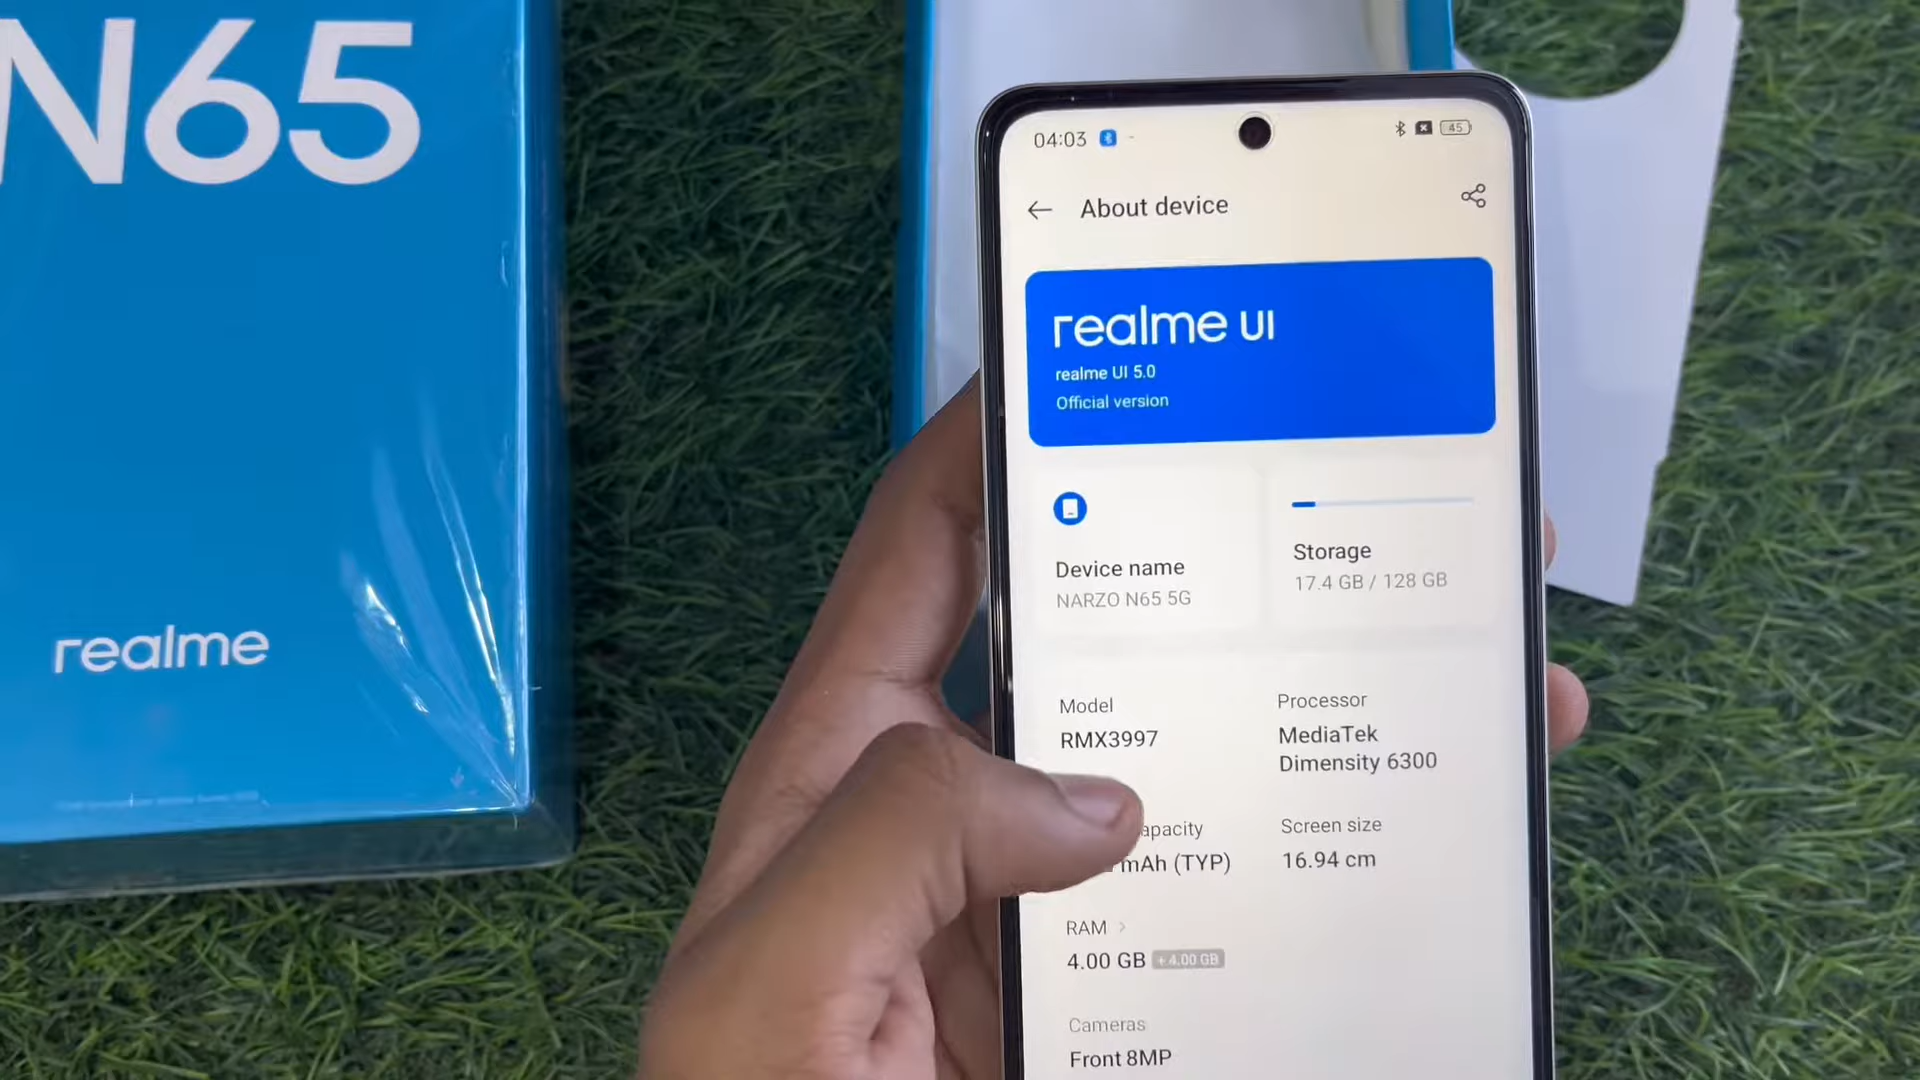 N65
realme
04:03
45
About device
realme UI
realme UI 5.0
Official version
Device name
NARZO N65 5G
Storage
17.4 GB / 128 GB
Model
RMX3997
Processor
MediaTek
Dimensity 6300
mAh (TYP)
Screen size
16.94 cm
RAM >
4.00 GB + 4.00 GB
Cameras
Front 8MP